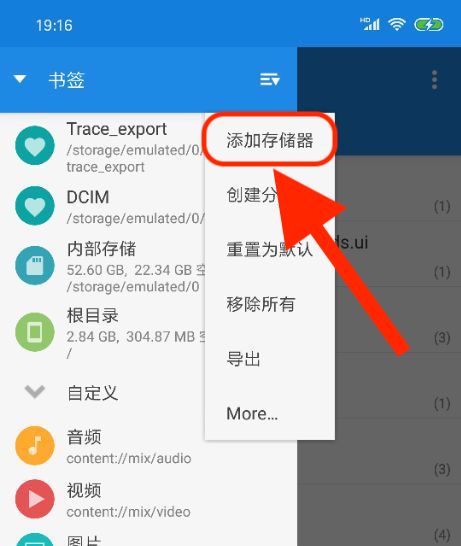 19:16
HD
书签
Trace_export
/storage/emulated/0/
trace_export
添加存储器
DCIM
/storage/emulated/0/
创建分
(1)
内部存储
52.60 GB, 22.34 GB 空
/storage/emulated/0
重置为默认
ds.ui
(1)
根目录
2.84 GB, 304.87 MB 空
/
移除所有
(3)
导出
自定义
(1)
More...
音频
content://mix/audio
(3)
视频
content://mix/video
图片
(4)